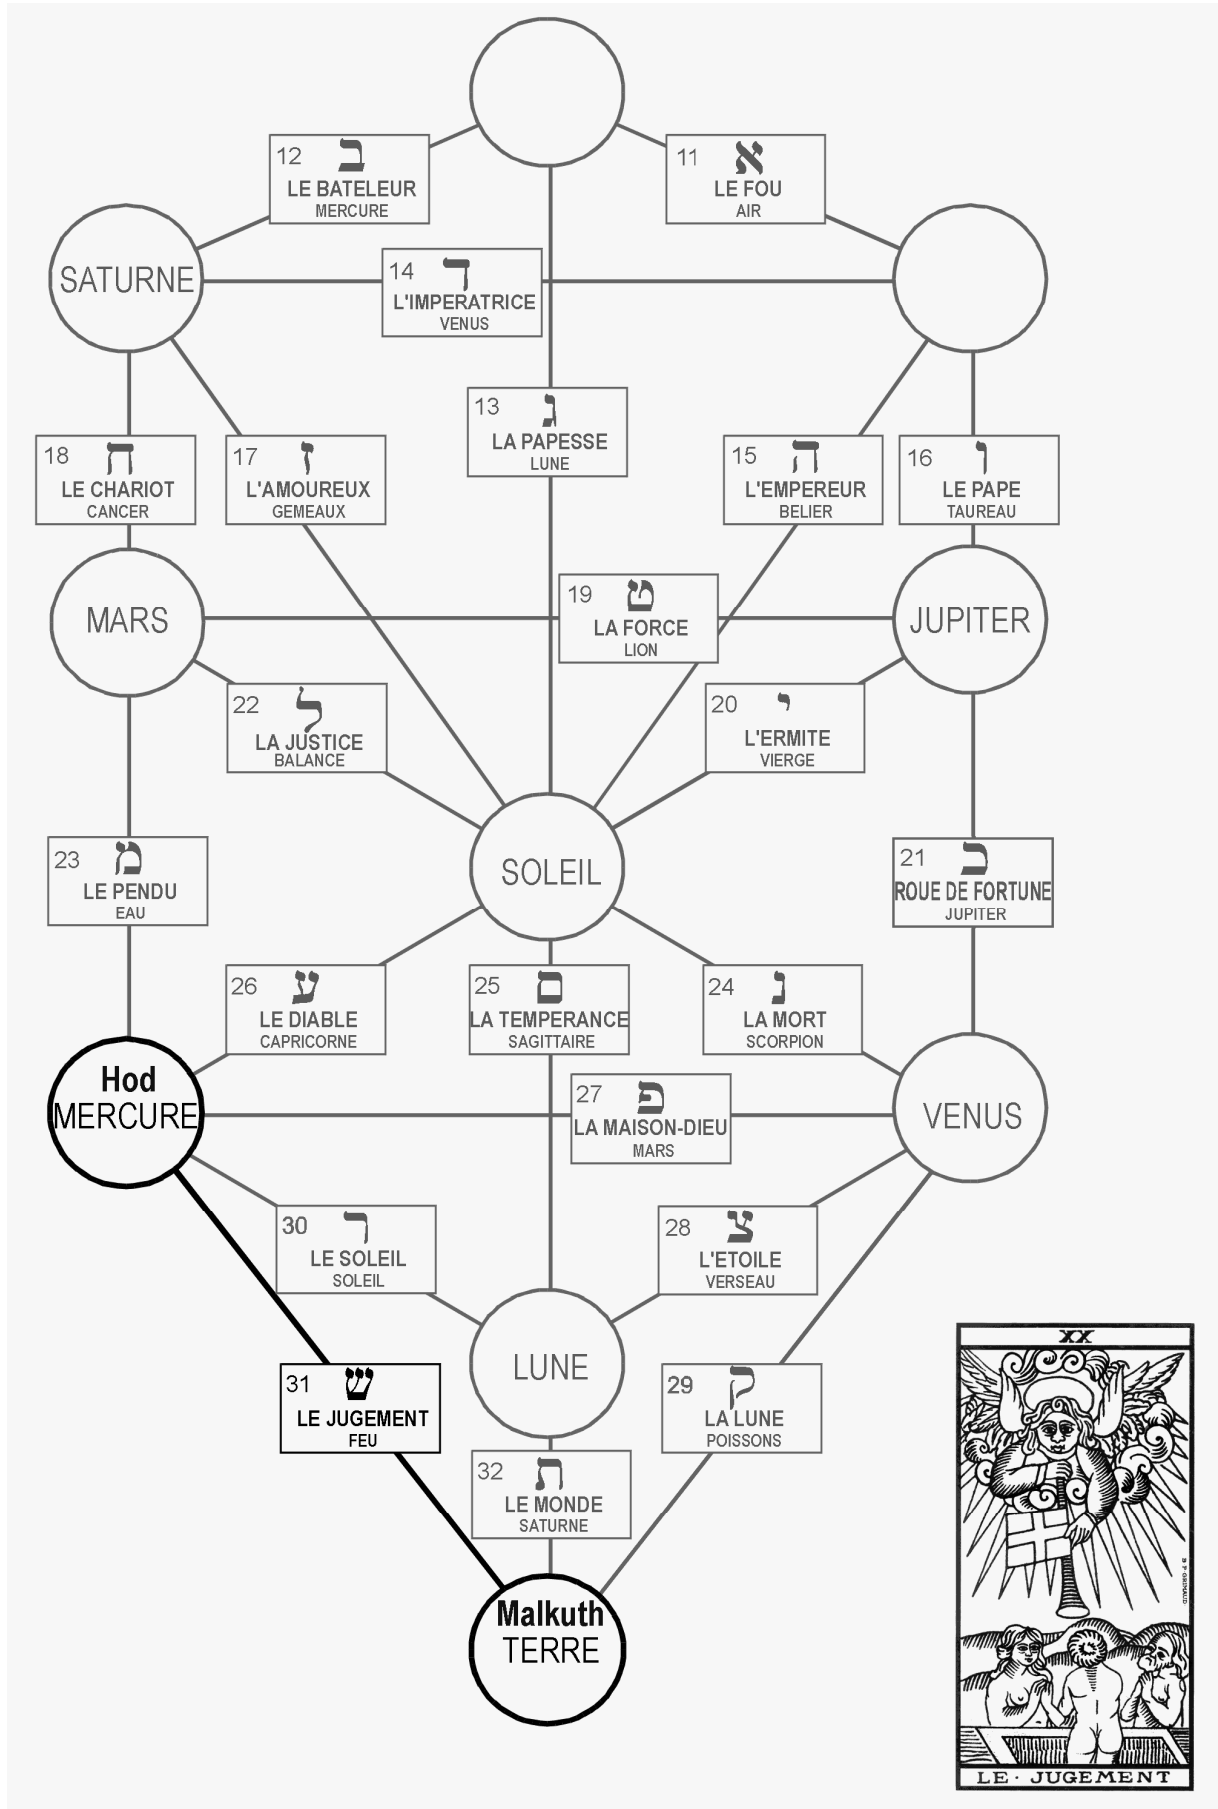 12 ב
LE BATELEUR
MERCURE
11 א
LE FOU
AIR
SATURNE
14 ד
L'IMPERATRICE
VENUS
13 ג
LA PAPESSE
LUNE
18 ח
LE CHARIOT
CANCER
17 ז
L'AMOUREUX
GEMEAUX
15 ה
L'EMPEREUR
BELIER
16 ו
LE PAPE
TAUREAU
MARS
19 ט
LA FORCE
LION
JUPITER
22 ל
LA JUSTICE
BALANCE
20 י
L'ERMITE
VIERGE
23 מ
LE PENDU
EAU
SOLEIL
21 כ
ROUE DE FORTUNE
JUPITER
26 ע
LE DIABLE
CAPRICORNE
25 ם
LA TEMPERANCE
SAGITTAIRE
24 נ
LA MORT
SCORPION
Hod
MERCURE
27 פ
LA MAISON-DIEU
MARS
VENUS
30 ר
LE SOLEIL
SOLEIL
28 צ
L'ETOILE
VERSEAU
LUNE
31 ש
LE JUGEMENT
FEU
29 ק
LA LUNE
POISSONS
32 ת
LE MONDE
SATURNE
Malkuth
TERRE
XX
B P GRIMAUD
LE · JUGEMENT